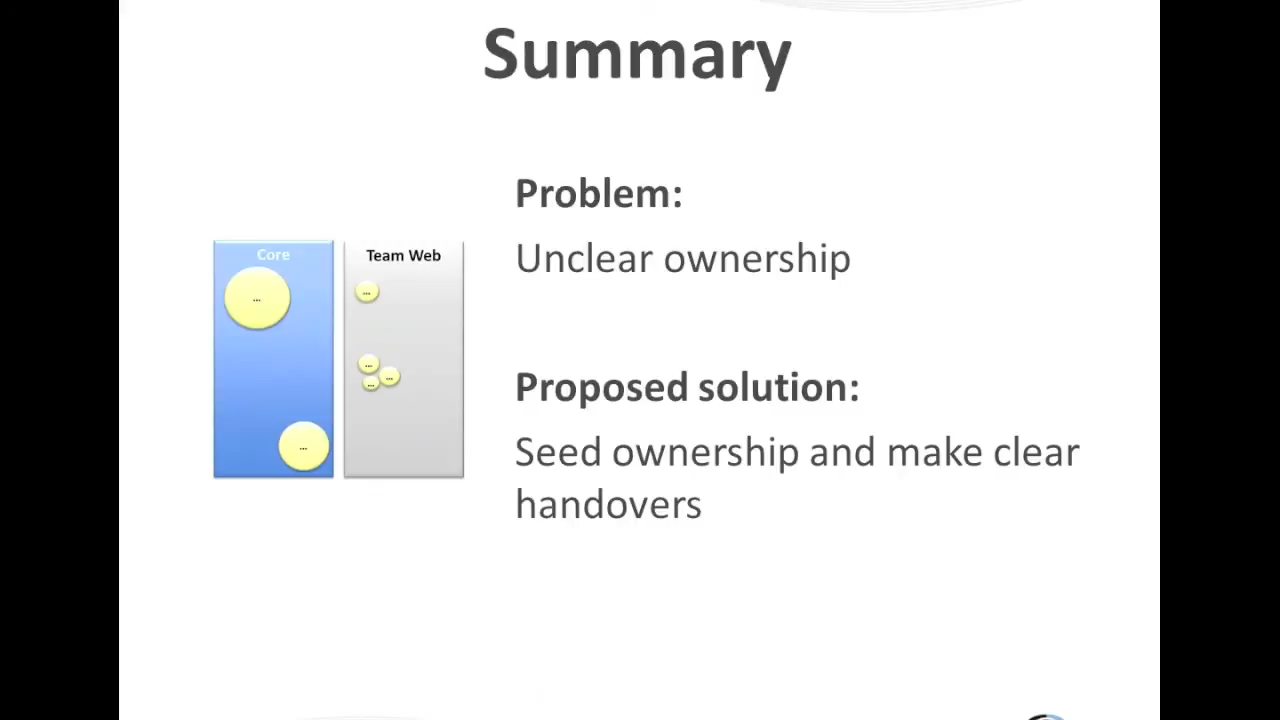 Summary
Problem:
Unclear ownership
Core
Team Web
...
...
...
...
...
...
Proposed solution:
Seed ownership and make clear
handovers